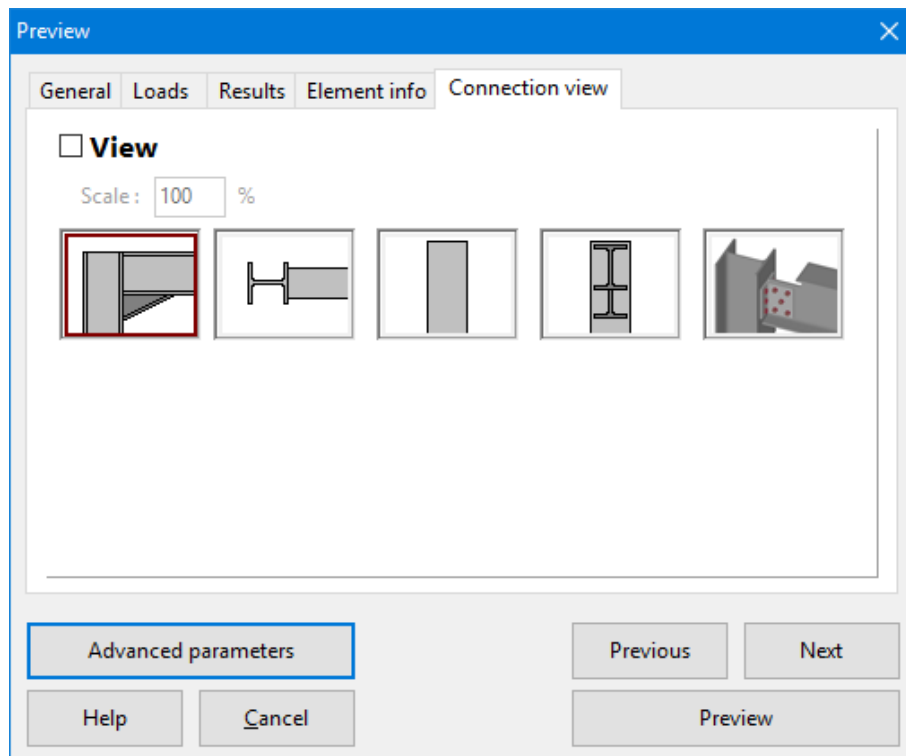 Preview
General Loads Results Element info Connection view
View
Scale: 100 %
Advanced parameters Previous Next
Help Cancel Preview